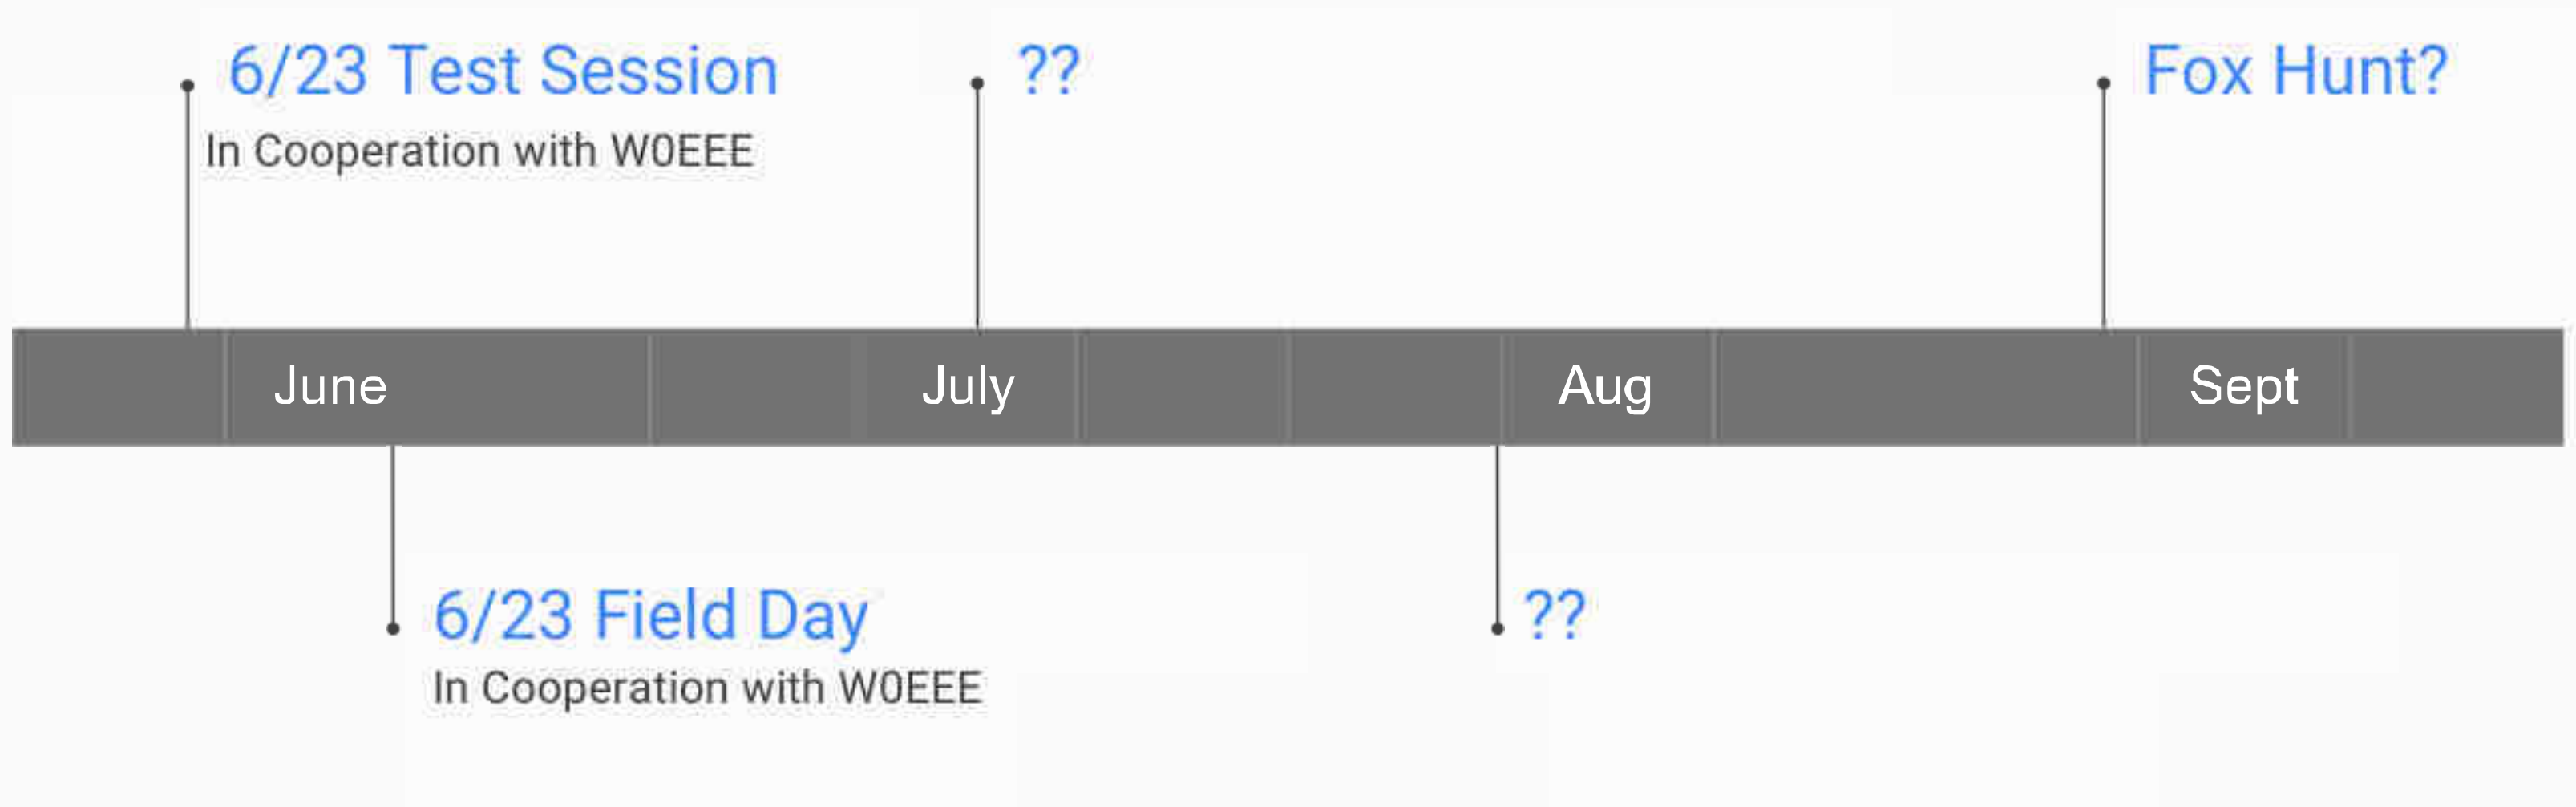 6/23 Test Session
In Cooperation with W0EEE
??
Fox Hunt?
June
July
Aug
Sept
6/23 Field Day
In Cooperation with W0EEE
??